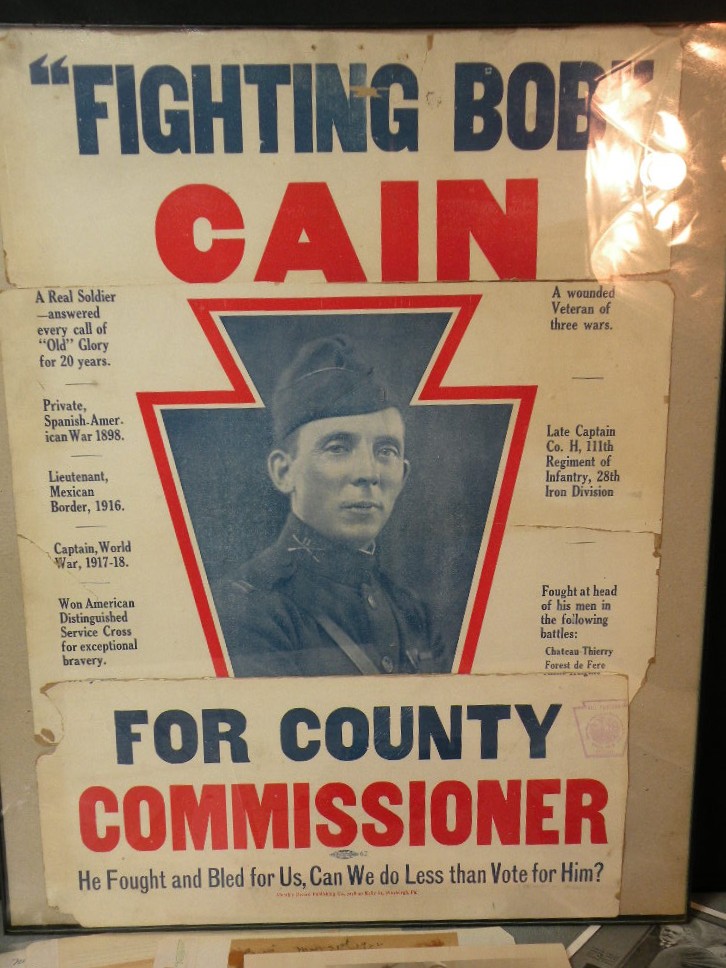 "FIGHTING BOB"
CAIN
A Real Soldier
—answered
every call of
"Old" Glory
for 20 years.
Private,
Spanish-Amer-
ican War 1898.
Lieutenant,
Mexican
Border, 1916.
Captain, World
War, 1917-18.
Won American
Distinguished
Service Cross
for exceptional
bravery.
A wounded
Veteran of
three wars.
Late Captain
Co. H, 111th
Regiment of
Infantry, 28th
Iron Division
Fought at head
of his men in
the following
battles:
Chateau-Thierry
Forest de Fere
FOR COUNTY
COMMISSIONER
He Fought and Bled for Us, Can We do Less than Vote for Him?